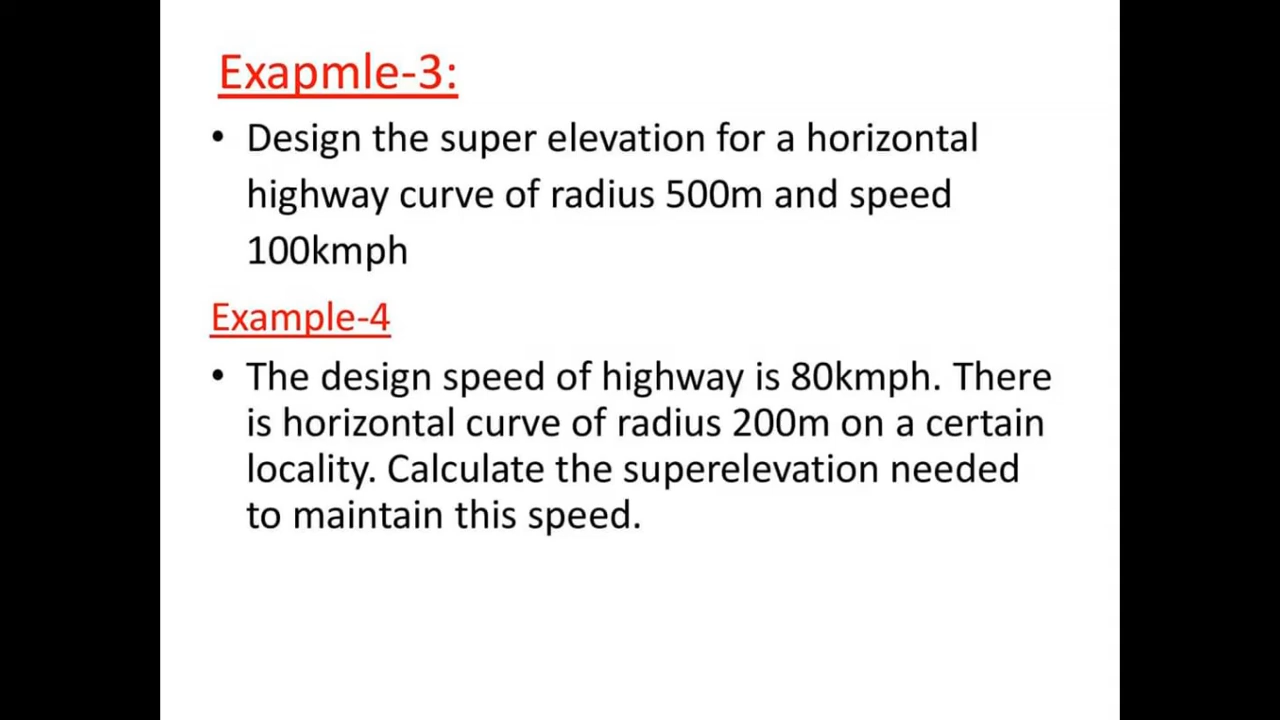 Exapmle-3:
• Design the super elevation for a horizontal
highway curve of radius 500m and speed
100kmph
Example-4
• The design speed of highway is 80kmph. There
is horizontal curve of radius 200m on a certain
locality. Calculate the superelevation needed
to maintain this speed.